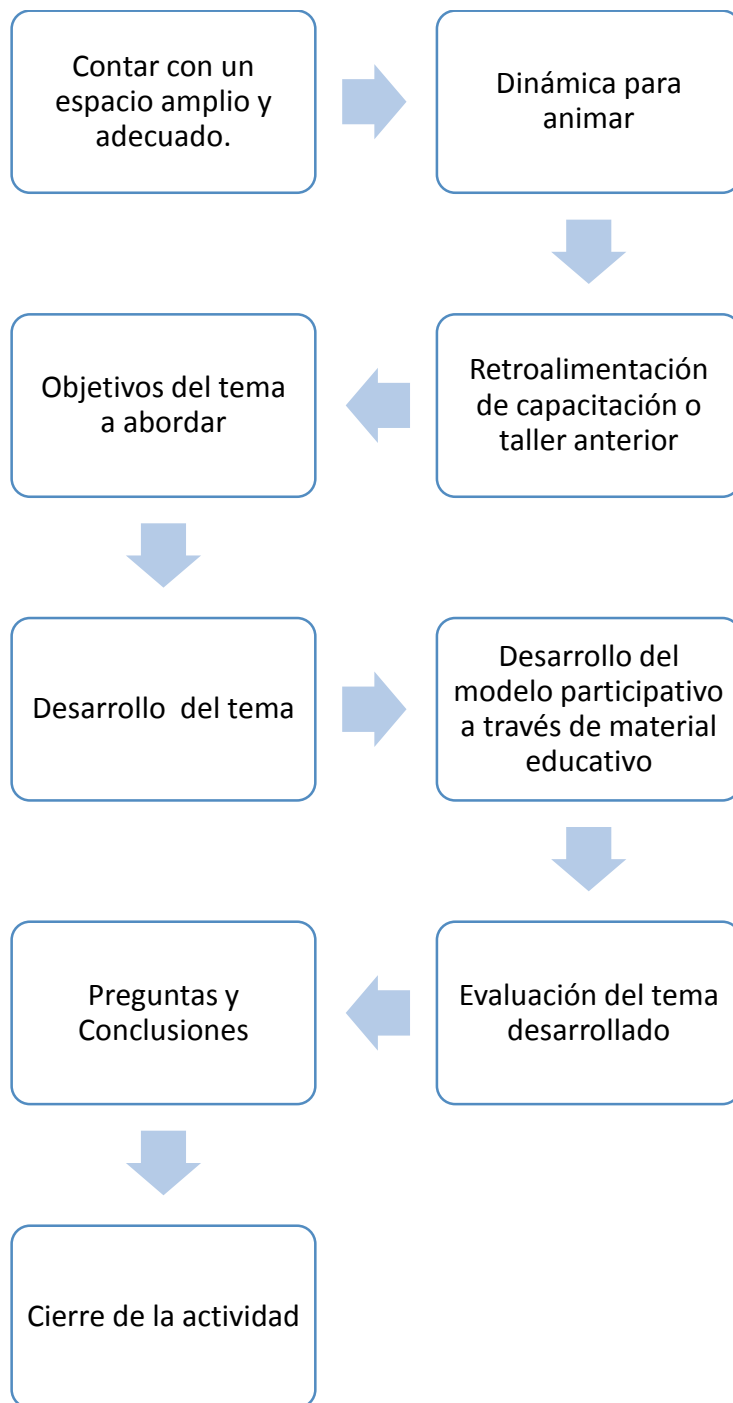 Contar con un
espacio amplio y
adecuado.
Dinámica para
animar
Retroalimentación
de capacitación o
taller anterior
Objetivos del tema
a abordar
Desarrollo  del tema
Desarrollo del
modelo participativo
a través de material
educativo
Evaluación del tema
desarrollado
Preguntas y
Conclusiones
Cierre de la actividad